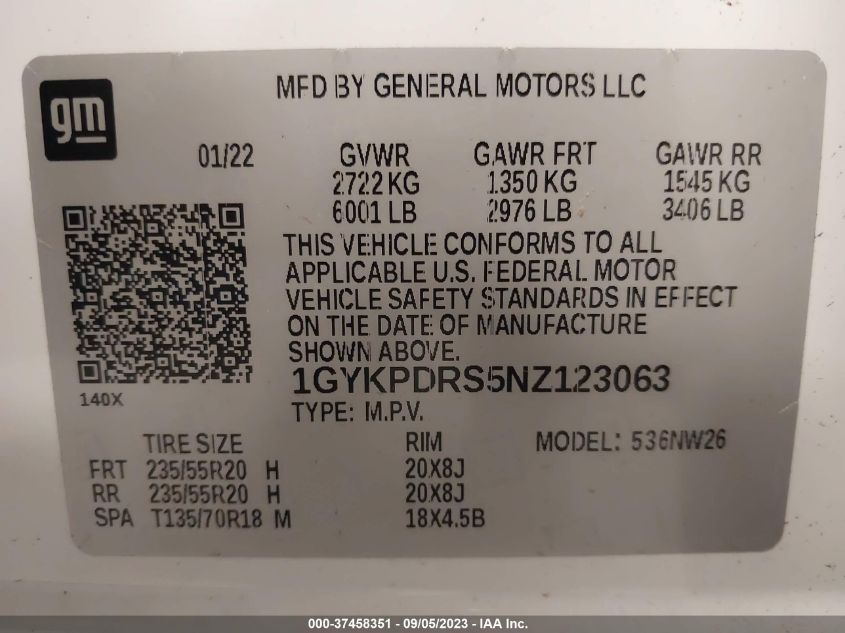 gm
MFD BY GENERAL MOTORS LLC
01/22 GVWR GAWR FRT GAWR RR
2722 KG 1350 KG 1545 KG
6001 LB 2976 LB 3406 LB
THIS VEHICLE CONFORMS TO ALL
APPLICABLE U.S. FEDERAL MOTOR
VEHICLE SAFETY STANDARDS IN EFFECT
ON THE DATE OF MANUFACTURE
SHOWN ABOVE.
1GYKPDRS5NZ123063
140X
TYPE: M.P.V.
TIRE SIZE RIM MODEL: 536NW26
FRT 235/55R20 H 20X8J
RR 235/55R20 H 20X8J
SPA T135/70R18 M 18X4.5B
000-37458351 - 09/05/2023 - IAA Inc.